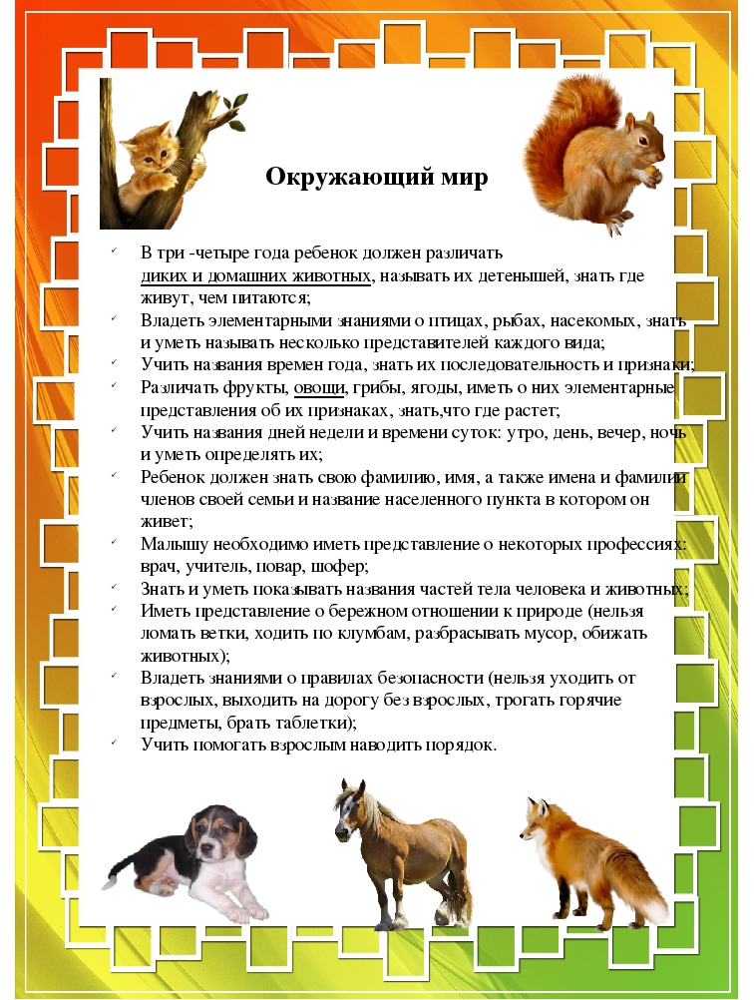 Окружающий мир
✓ В три -четыре года ребенок должен различать
диких и домашних животных, называть их детенышей, знать где
живут, чем питаются;
✓ Владеть элементарными знаниями о птицах, рыбах, насекомых, знать
и уметь называть несколько представителей каждого вида;
✓ Учить названия времен года, знать их последовательность и признаки;
✓ Различать фрукты, овощи, грибы, ягоды, иметь о них элементарные
представления об их признаках, знать,что где растет;
✓ Учить названия дней недели и времени суток: утро, день, вечер, ночь
и уметь определять их;
✓ Ребенок должен знать свою фамилию, имя, а также имена и фамилии
членов своей семьи и название населенного пункта в котором он
живет;
✓ Малышу необходимо иметь представление о некоторых профессиях:
врач, учитель, повар, шофер;
✓ Знать и уметь показывать названия частей тела человека и животных;
✓ Иметь представление о бережном отношении к природе (нельзя
ломать ветки, ходить по клумбам, разбрасывать мусор, обижать
животных);
✓ Владеть знаниями о правилах безопасности (нельзя уходить от
взрослых, выходить на дорогу без взрослых, трогать горячие
предметы, брать таблетки);
✓ Учить помогать взрослым наводить порядок.